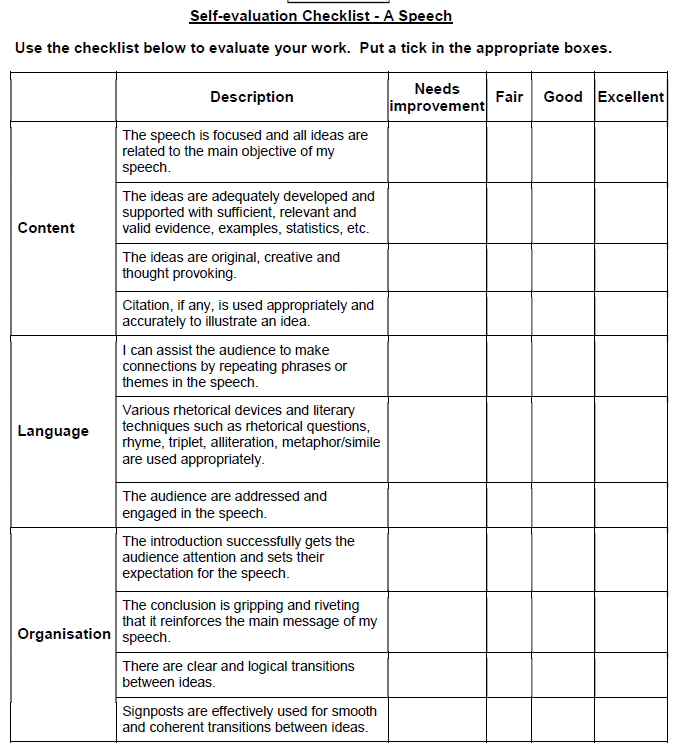 Self-evaluation Checklist - A Speech
Use the checklist below to evaluate your work. Put a tick in the appropriate boxes.
Description
Needs
improvement
Fair
Good
Excellent
Content
The speech is focused and all ideas are
related to the main objective of my
speech.
The ideas are adequately developed and
supported with sufficient, relevant and
valid evidence, examples, statistics, etc.
The ideas are original, creative and
thought provoking.
Citation, if any, is used appropriately and
accurately to illustrate an idea.
Language
I can assist the audience to make
connections by repeating phrases or
themes in the speech.
Various rhetorical devices and literary
techniques such as rhetorical questions,
rhyme, triplet, alliteration, metaphor/simile
are used appropriately.
The audience are addressed and
engaged in the speech.
Organisation
The introduction successfully gets the
audience attention and sets their
expectation for the speech.
The conclusion is gripping and riveting
that it reinforces the main message of my
speech.
There are clear and logical transitions
between ideas.
Signposts are effectively used for smooth
and coherent transitions between ideas.